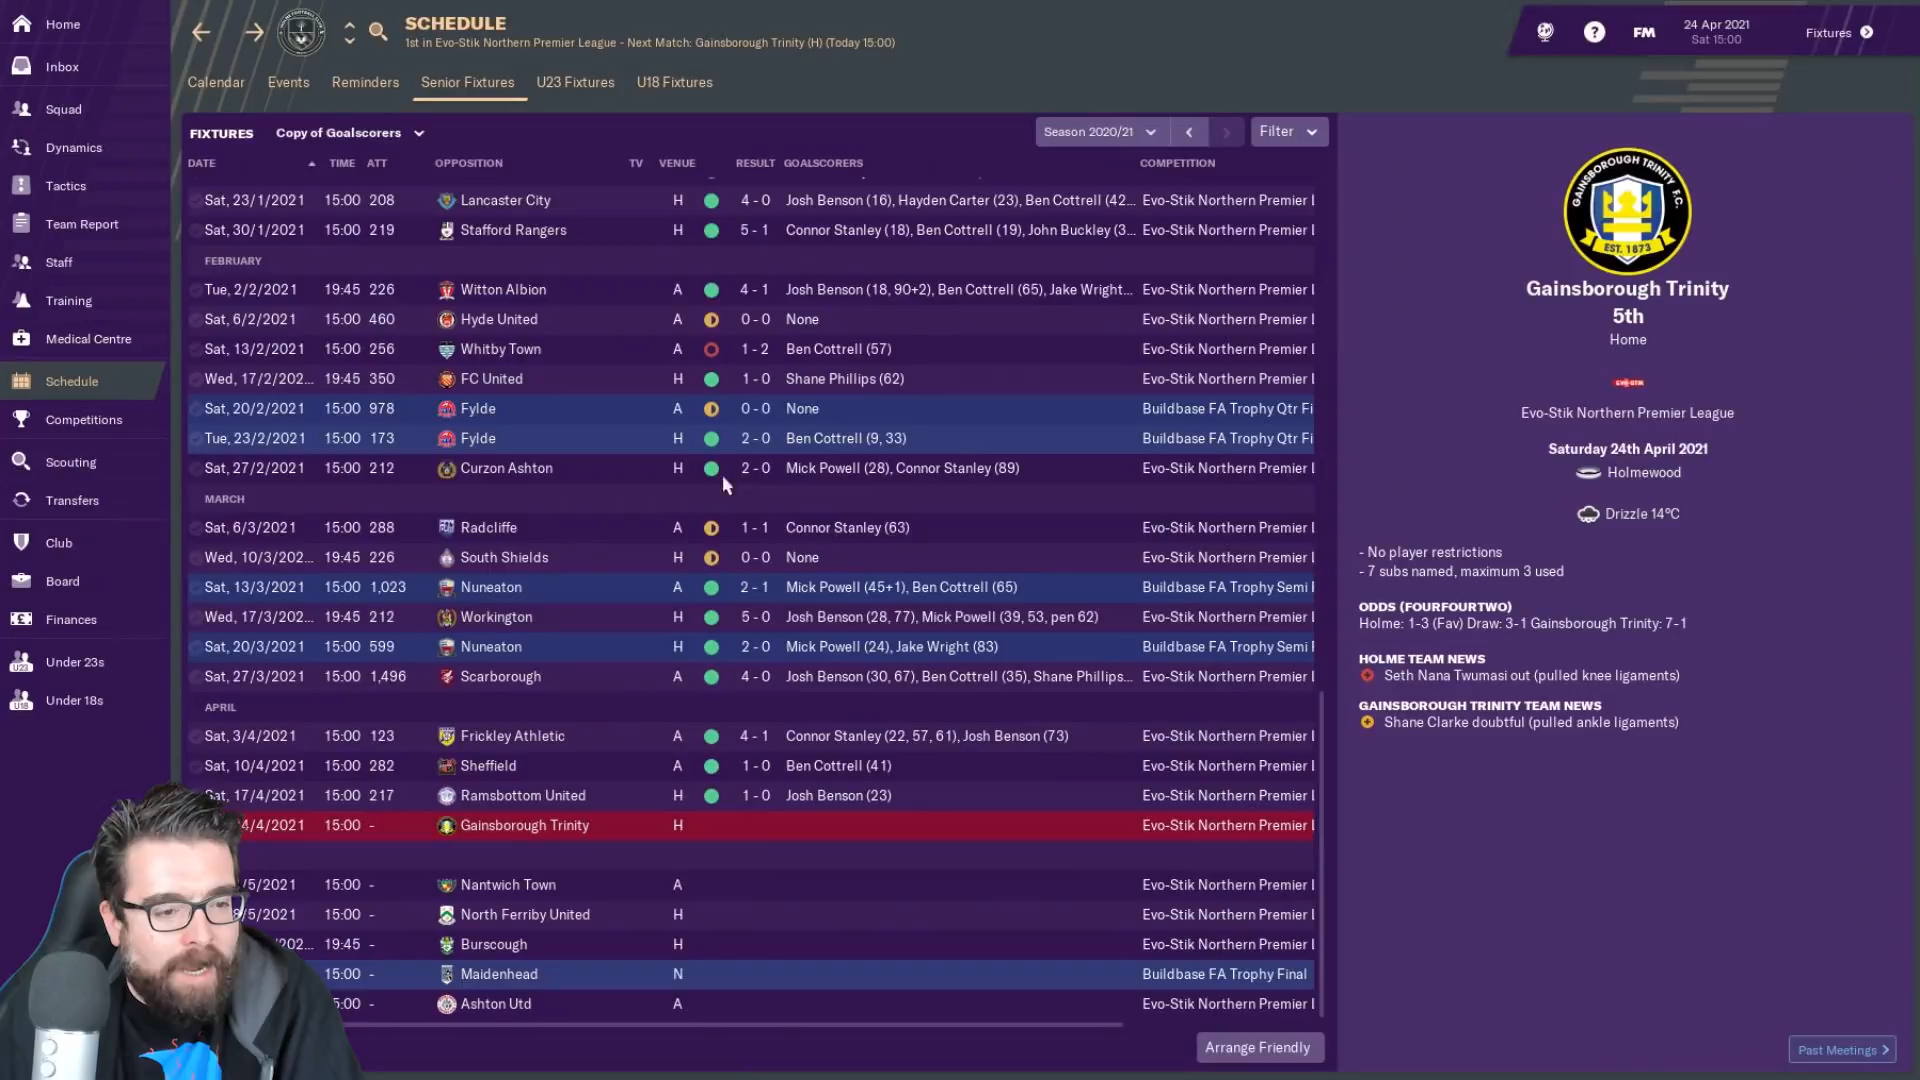 Home
Inbox
Squad
Dynamics
Tactics
Team Report
Staff
Training
Medical Centre
Schedule
Competitions
Scouting
Transfers
Club
Board
Finances
Under 23s
Under 18s
SCHEDULE
1st in Evo-Stik Northern Premier League - Next Match: Gainsborough Trinity (H) (Today 15:00)
FM
24 Apr 2021
Sat 15:00
Fixtures
Calendar Events Reminders Senior Fixtures U23 Fixtures U18 Fixtures
FIXTURES Copy of Goalscorers Season 2020/21 Filter
DATE TIME ATT OPPOSITION TV VENUE RESULT GOALSCORERS COMPETITION
Sat, 23/1/2021 15:00 208 Lancaster City H 4 - 0 Josh Benson (16), Hayden Carter (23), Ben Cottrell (42... Evo-Stik Northern Premier L
Sat, 30/1/2021 15:00 219 Stafford Rangers H 5 - 1 Connor Stanley (18), Ben Cottrell (19), John Buckley (3... Evo-Stik Northern Premier L
FEBRUARY
Tue, 2/2/2021 19:45 226 Witton Albion A 4 - 1 Josh Benson (18, 90+2), Ben Cottrell (65), Jake Wright... Evo-Stik Northern Premier L
Sat, 6/2/2021 15:00 460 Hyde United A 0 - 0 None Evo-Stik Northern Premier L
Sat, 13/2/2021 15:00 256 Whitby Town A 1 - 2 Ben Cottrell (57) Evo-Stik Northern Premier L
Wed, 17/2/202... 19:45 350 FC United H 1 - 0 Shane Phillips (62) Evo-Stik Northern Premier L
Sat, 20/2/2021 15:00 978 Fylde A 0 - 0 None Buildbase FA Trophy Qtr Fi
Tue, 23/2/2021 15:00 173 Fylde H 2 - 0 Ben Cottrell (9, 33) Buildbase FA Trophy Qtr Fi
Sat, 27/2/2021 15:00 212 Curzon Ashton H 2 - 0 Mick Powell (28), Connor Stanley (89) Evo-Stik Northern Premier L
MARCH
Sat, 6/3/2021 15:00 288 Radcliffe A 1 - 1 Connor Stanley (63) Evo-Stik Northern Premier L
Wed, 10/3/202... 19:45 226 South Shields H 0 - 0 None Evo-Stik Northern Premier L
Sat, 13/3/2021 15:00 1,023 Nuneaton A 2 - 1 Mick Powell (45+1), Ben Cottrell (65) Buildbase FA Trophy Semi F
Wed, 17/3/202... 19:45 212 Workington H 5 - 0 Josh Benson (28, 77), Mick Powell (39, 53, pen 62) Evo-Stik Northern Premier L
Sat, 20/3/2021 15:00 599 Nuneaton H 2 - 0 Mick Powell (24), Jake Wright (83) Buildbase FA Trophy Semi F
Sat, 27/3/2021 15:00 1,496 Scarborough A 4 - 0 Josh Benson (30, 67), Ben Cottrell (35), Shane Phillips... Evo-Stik Northern Premier L
APRIL
Sat, 3/4/2021 15:00 123 Frickley Athletic A 4 - 1 Connor Stanley (22, 57, 61), Josh Benson (73) Evo-Stik Northern Premier L
Sat, 10/4/2021 15:00 282 Sheffield A 1 - 0 Ben Cottrell (41) Evo-Stik Northern Premier L
Sat, 17/4/2021 15:00 217 Ramsbottom United H 1 - 0 Josh Benson (23) Evo-Stik Northern Premier L
4/4/2021 15:00 - Gainsborough Trinity H Evo-Stik Northern Premier L
/5/2021 15:00 - Nantwich Town A Evo-Stik Northern Premier L
8/5/2021 15:00 - North Ferriby United H Evo-Stik Northern Premier L
202... 19:45 - Burscough H Evo-Stik Northern Premier L
15:00 - Maidenhead N Buildbase FA Trophy Final
5:00 - Ashton Utd A Evo-Stik Northern Premier L
Arrange Friendly
GAINSBOROUGH TRINITY F.C.
EST. 1873
Gainsborough Trinity
5th
Home
EVO-STIK
Evo-Stik Northern Premier League
Saturday 24th April 2021
Holmewood
Drizzle 14°C
- No player restrictions
- 7 subs named, maximum 3 used
ODDS (FOURFOURTWO)
Holme: 1-3 (Fav) Draw: 3-1 Gainsborough Trinity: 7-1
HOLME TEAM NEWS
Seth Nana Twumasi out (pulled knee ligaments)
GAINSBOROUGH TRINITY TEAM NEWS
Shane Clarke doubtful (pulled ankle ligaments)
Past Meetings